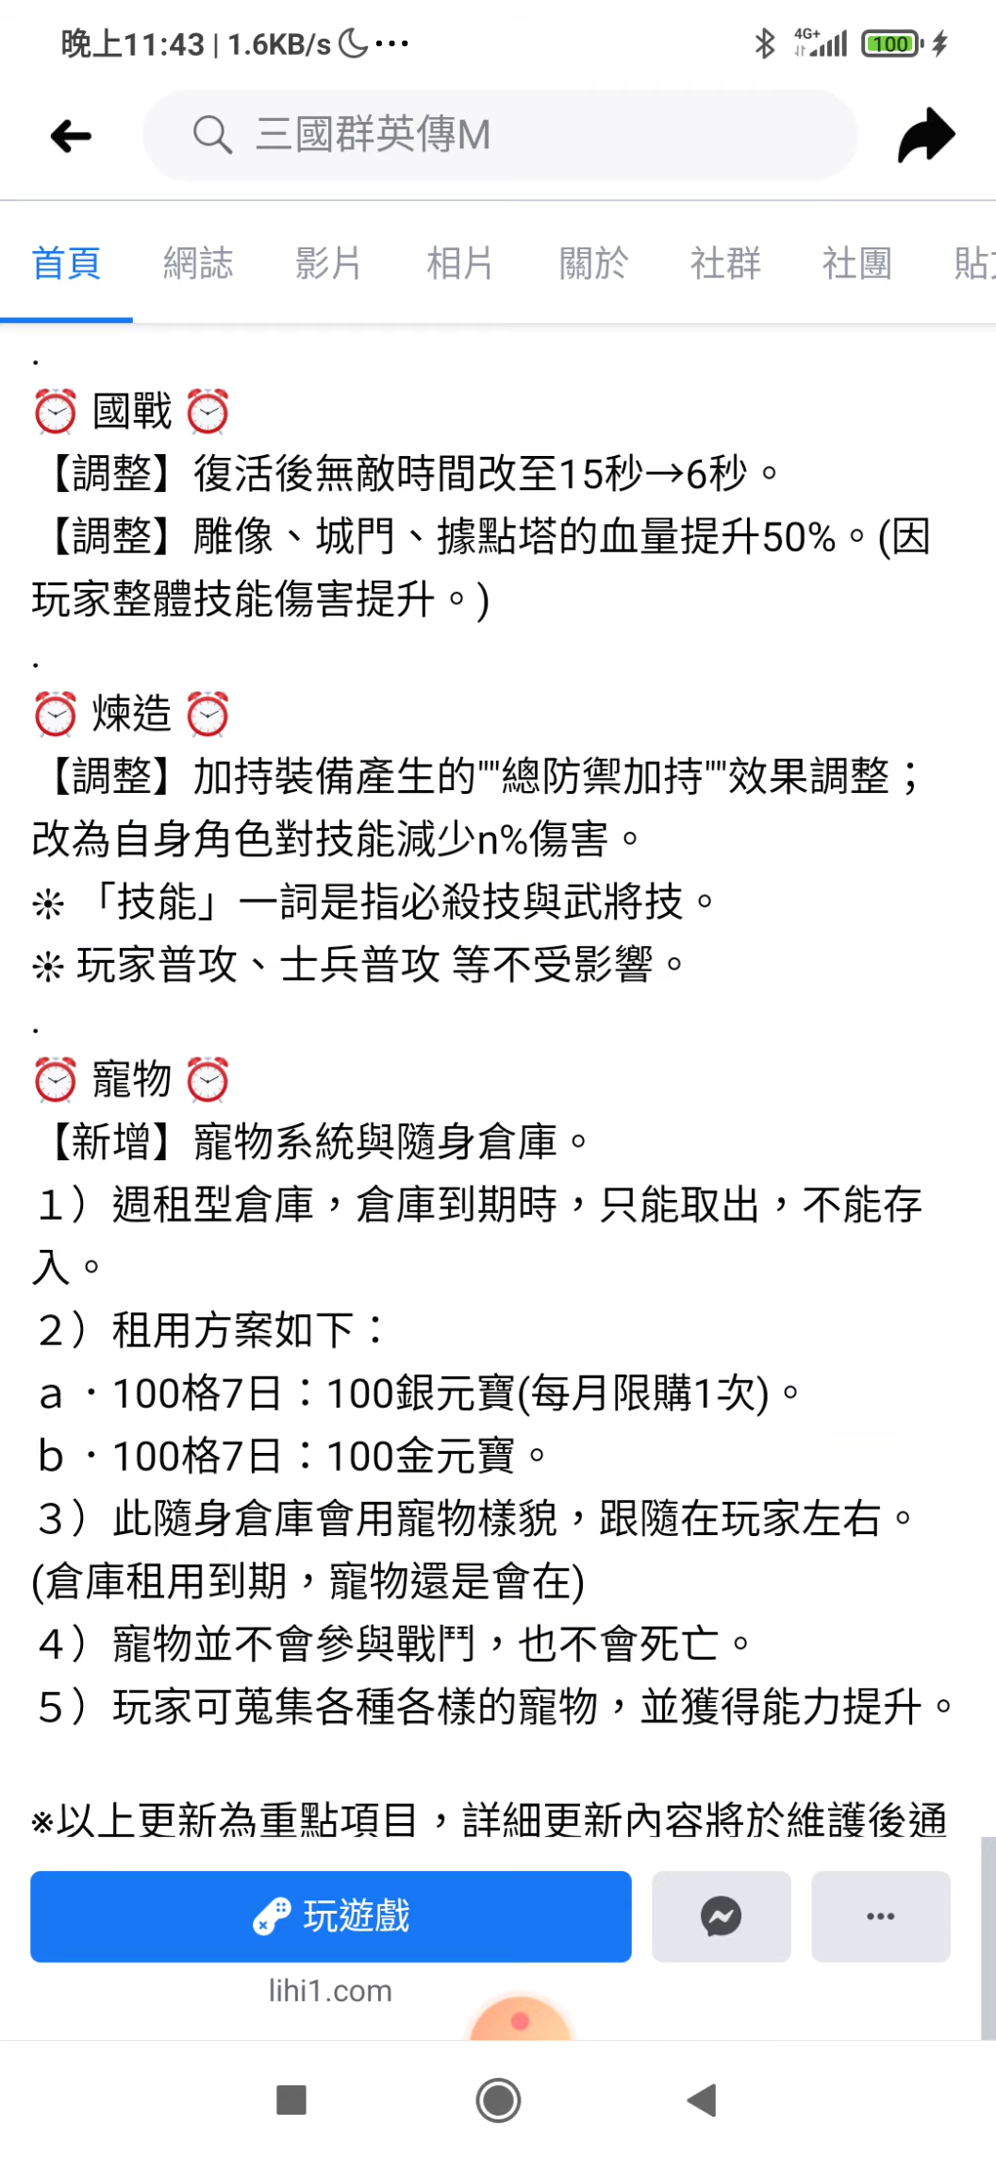 晚上11:43 | 1.6KB/s ...
4G+ 100
三國群英傳M
首頁 網誌 影片 相片 關於 社群 社團 貼
.
⏰ 國戰 ⏰
【調整】復活後無敵時間改至15秒→6秒。
【調整】雕像、城門、據點塔的血量提升50%。(因
玩家整體技能傷害提升。)
.
⏰ 煉造 ⏰
【調整】加持裝備產生的""總防禦加持""效果調整；
改為自身角色對技能減少n%傷害。
❊ 「技能」一詞是指必殺技與武將技。
❊ 玩家普攻、士兵普攻 等不受影響。
.
⏰ 寵物 ⏰
【新增】寵物系統與隨身倉庫。
１）週租型倉庫，倉庫到期時，只能取出，不能存
入。
２）租用方案如下：
ａ．100格7日：100銀元寶(每月限購1次)。
ｂ．100格7日：100金元寶。
３）此隨身倉庫會用寵物樣貌，跟隨在玩家左右。
(倉庫租用到期，寵物還是會在)
４）寵物並不會參與戰鬥，也不會死亡。
５）玩家可蒐集各種各樣的寵物，並獲得能力提升。
※以上更新為重點項目，詳細更新內容將於維護後通
玩遊戲
lihi1.com